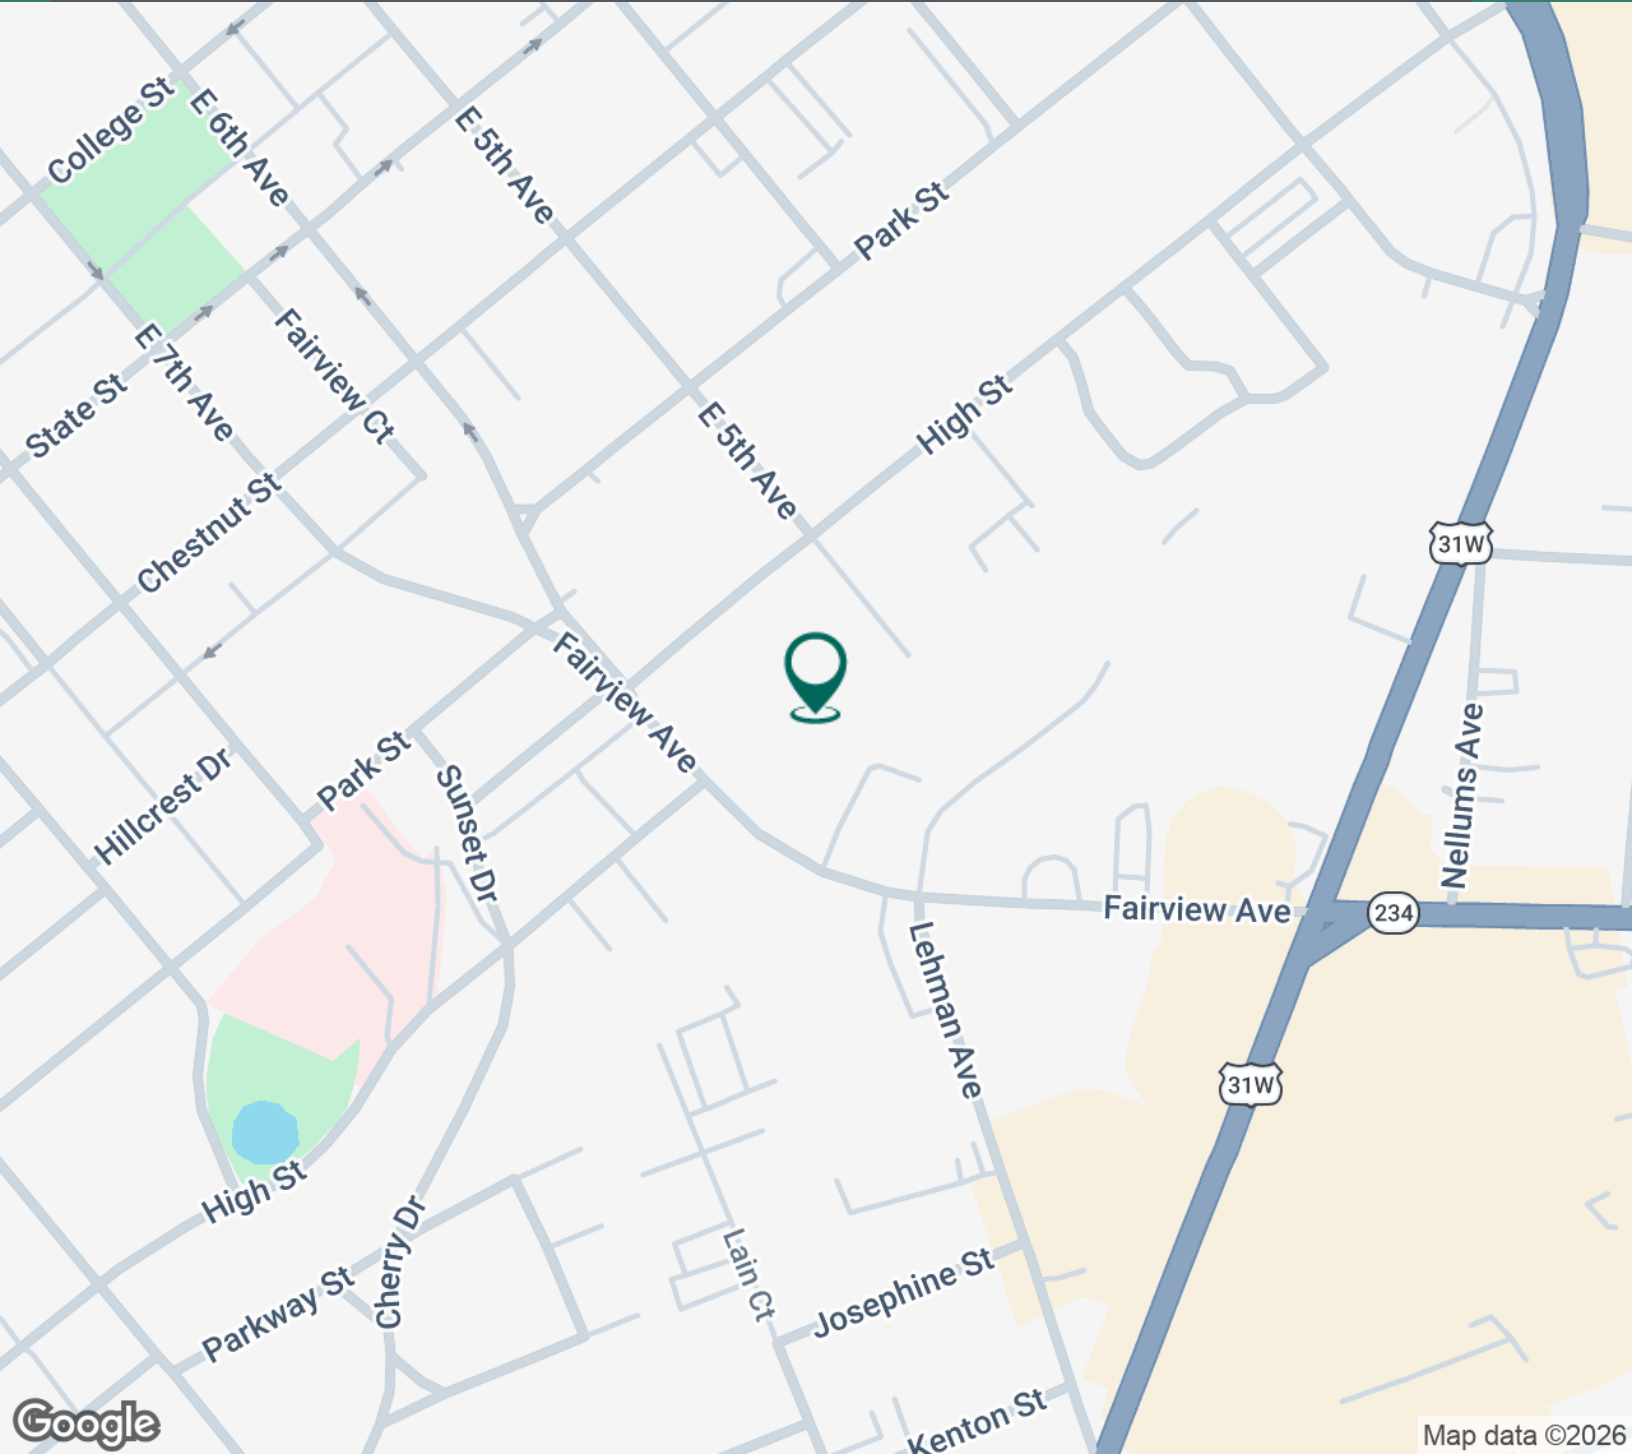 College St
E 6th Ave
E 5th Ave
Park St
E 7th Ave
Fairview Ct
State St
High St
E 5th Ave
Chestnut St
31W
Fairview Ave
Hillcrest Dr
Park St
Sunset Dr
Nellums Ave
Fairview Ave
234
Lehman Ave
31W
High St
Cherry Dr
Parkway St
Lain Ct
Josephine St
Kenton St
Google
Map data ©2026